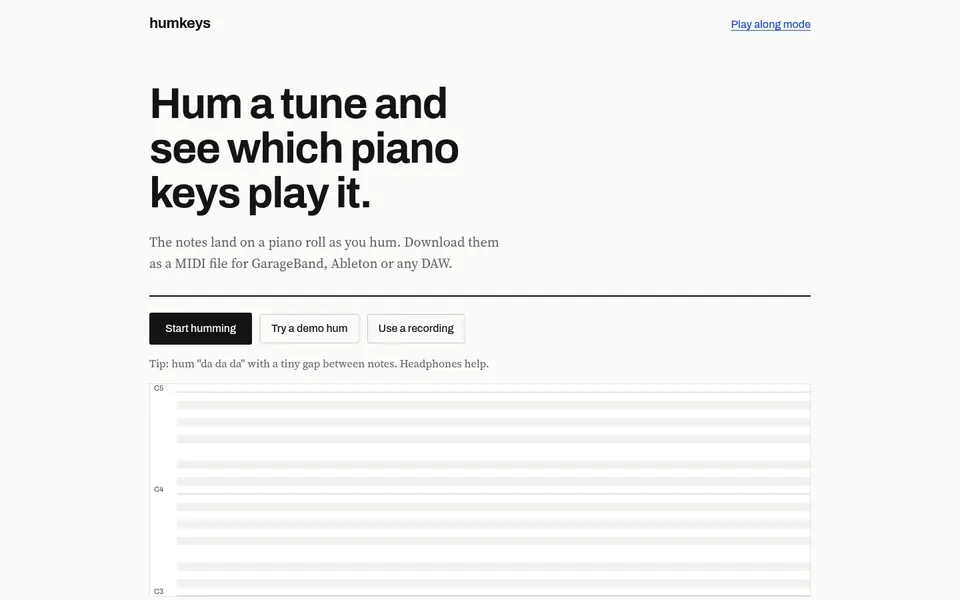 humkeys
Play along mode
Hum a tune and
see which piano
keys play it.
The notes land on a piano roll as you hum. Download them
as a MIDI file for GarageBand, Ableton or any DAW.
Start humming
Try a demo hum
Use a recording
Tip: hum "da da da" with a tiny gap between notes. Headphones help.
C5
C4
C3